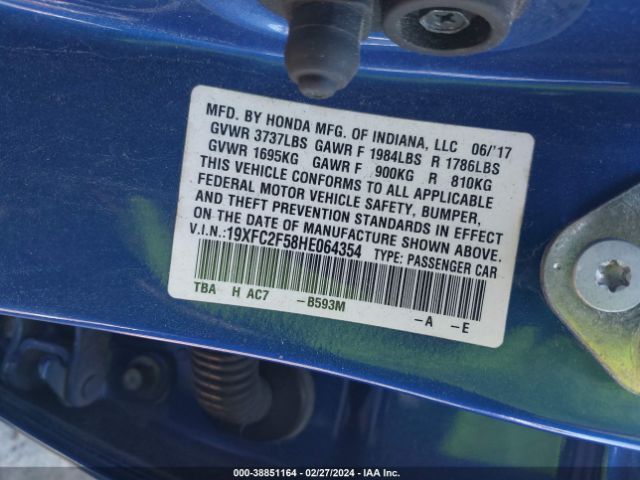 MFD. BY HONDA MFG. OF INDIANA, LLC 06/'17
GVWR 3737LBS GAWR F 1984LBS R 1786LBS
GVWR 1695KG GAWR F 900KG R 810KG
THIS VEHICLE CONFORMS TO ALL APPLICABLE
FEDERAL MOTOR VEHICLE SAFETY, BUMPER,
AND THEFT PREVENTION STANDARDS IN EFFECT
ON THE DATE OF MANUFACTURE SHOWN ABOVE.
V.I.N.:19XFC2F58HE064354 TYPE: PASSENGER CAR
TBA H AC7 -B593M -A -E
000-38851164 | 02/27/2024 | IAA Inc.